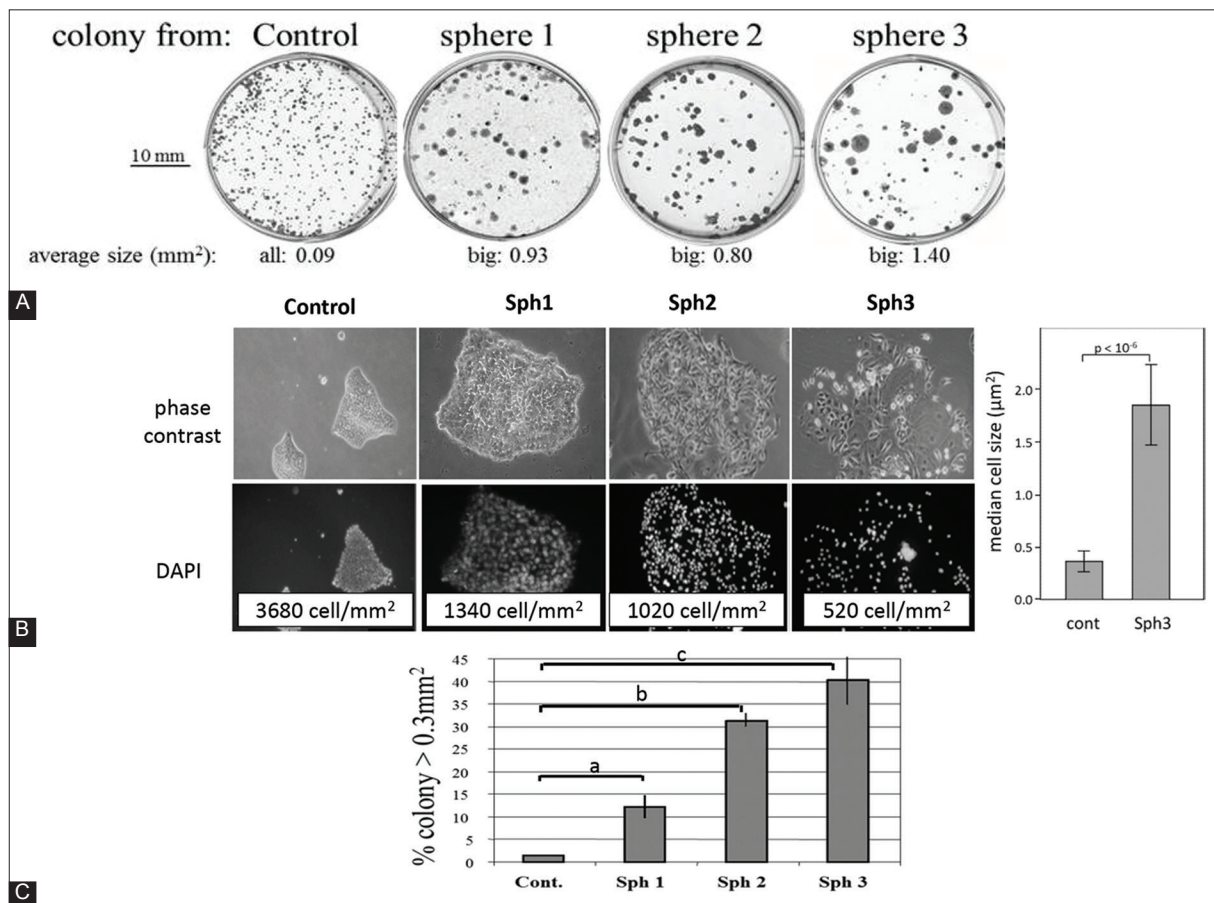 colony from: Control sphere 1 sphere 2 sphere 3
10 mm
average size (mm²): all: 0.09 big: 0.93 big: 0.80 big: 1.40
A
Control Sph1 Sph2 Sph3
phase
contrast
DAPI
3680 cell/mm² 1340 cell/mm² 1020 cell/mm² 520 cell/mm²
B
median cell size (µm²)
p < 10⁻⁶
2.0
1.5
1.0
0.5
0.0
cont Sph3
% colony > 0.3mm²
45
40
35
30
25
20
15
10
5
0
c
b
a
Cont. Sph 1 Sph 2 Sph 3
C